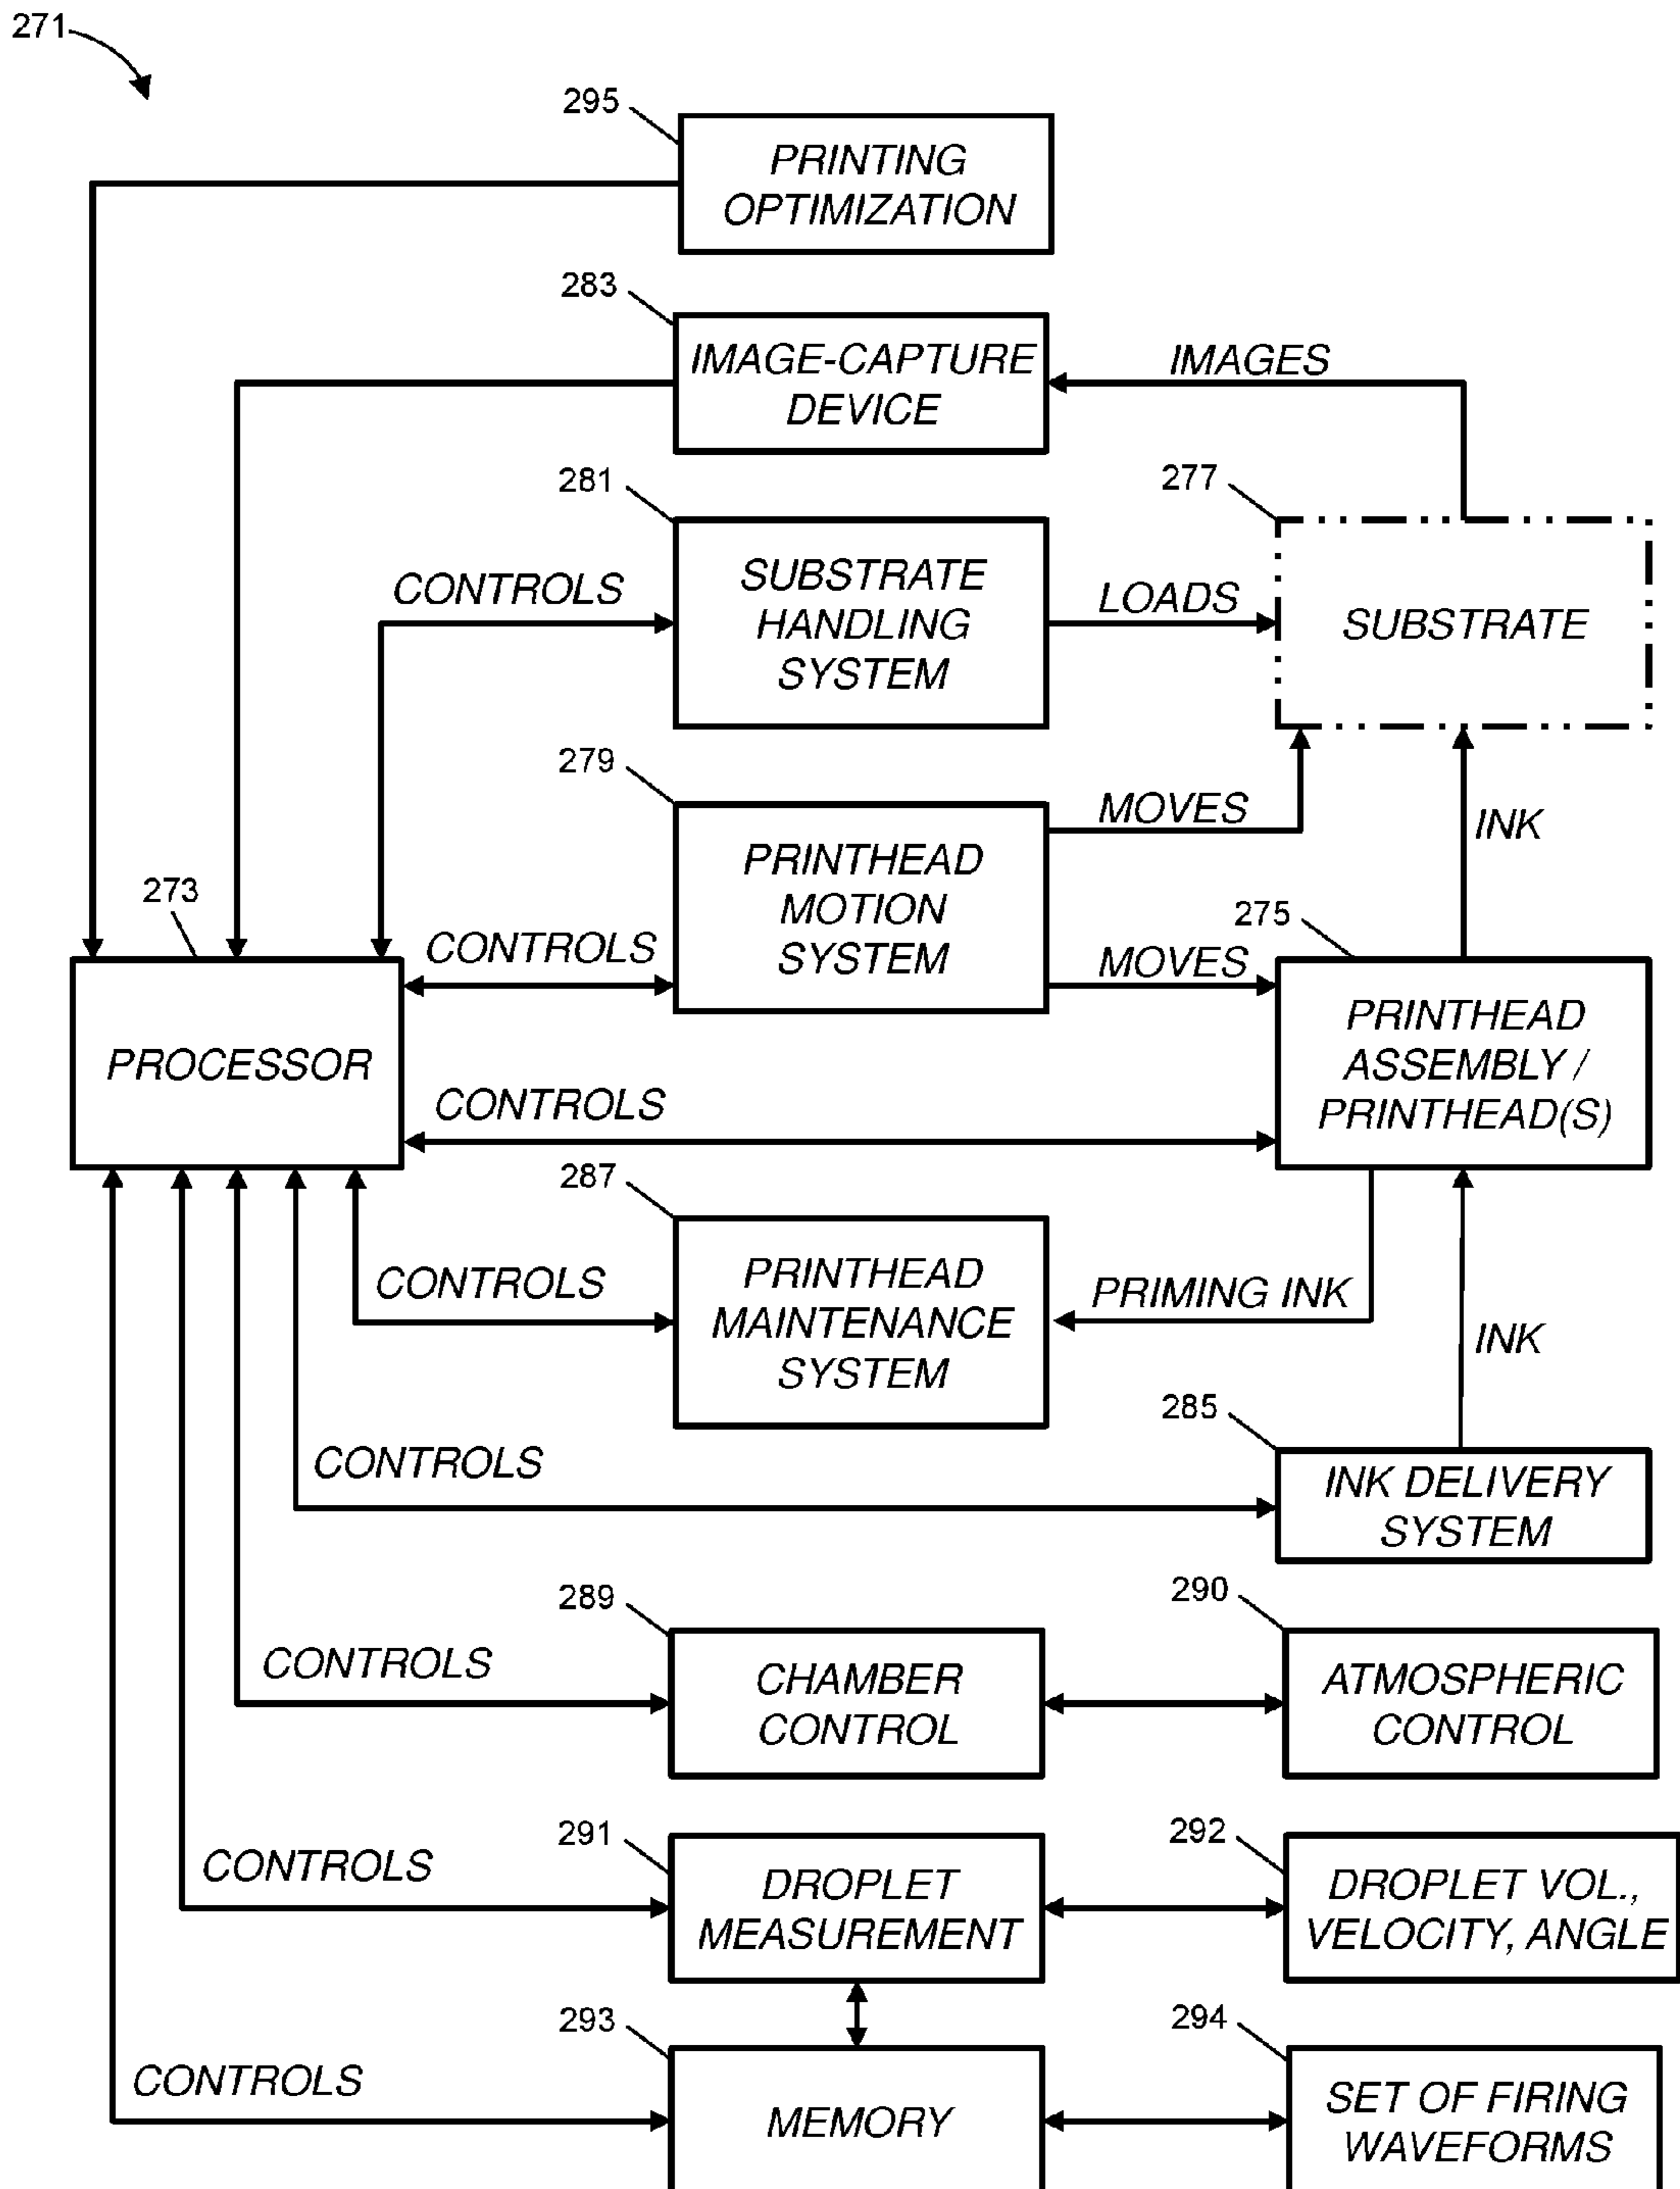 271
295
PRINTING
OPTIMIZATION
283
IMAGE-CAPTURE
DEVICE
IMAGES
281
277
SUBSTRATE
HANDLING
SYSTEM
CONTROLS
LOADS
SUBSTRATE
279
MOVES
INK
PRINTHEAD
MOTION
SYSTEM
273
275
CONTROLS
MOVES
PROCESSOR
PRINTHEAD
ASSEMBLY /
PRINTHEAD(S)
CONTROLS
287
CONTROLS
PRINTHEAD
MAINTENANCE
SYSTEM
PRIMING INK
INK
285
CONTROLS
INK DELIVERY
SYSTEM
289
290
CONTROLS
CHAMBER
CONTROL
ATMOSPHERIC
CONTROL
291
292
CONTROLS
DROPLET
MEASUREMENT
DROPLET VOL.,
VELOCITY, ANGLE
293
294
CONTROLS
MEMORY
SET OF FIRING
WAVEFORMS